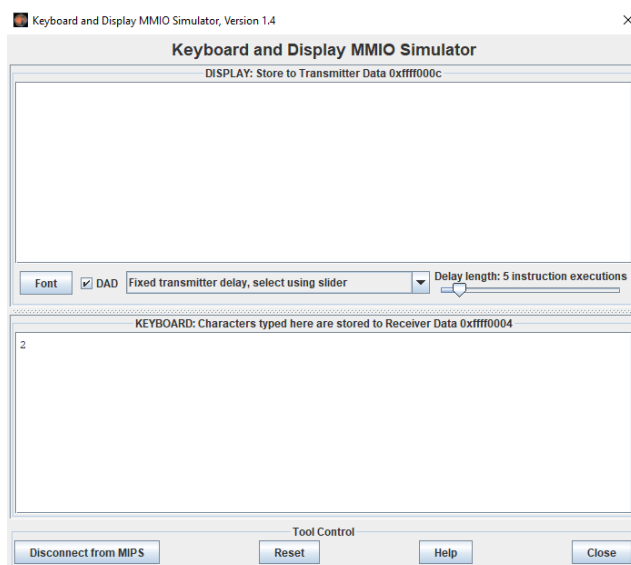 Keyboard and Display MMIO Simulator, Version 1.4
Keyboard and Display MMIO Simulator
DISPLAY: Store to Transmitter Data 0xffff000c
Font
DAD
Fixed transmitter delay, select using slider
Delay length: 5 instruction executions
KEYBOARD: Characters typed here are stored to Receiver Data 0xffff0004
2
Tool Control
Disconnect from MIPS
Reset
Help
Close